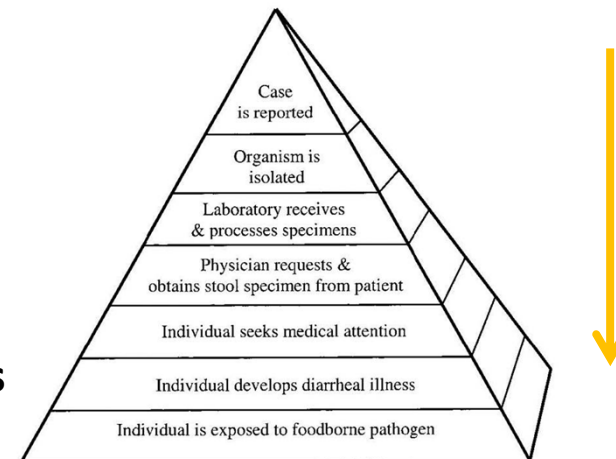 Case
is reported
Organism is
isolated
Laboratory receives
& processes specimens
Physician requests &
obtains stool specimen from patient
Individual seeks medical attention
s
Individual develops diarrheal illness
Individual is exposed to foodborne pathogen